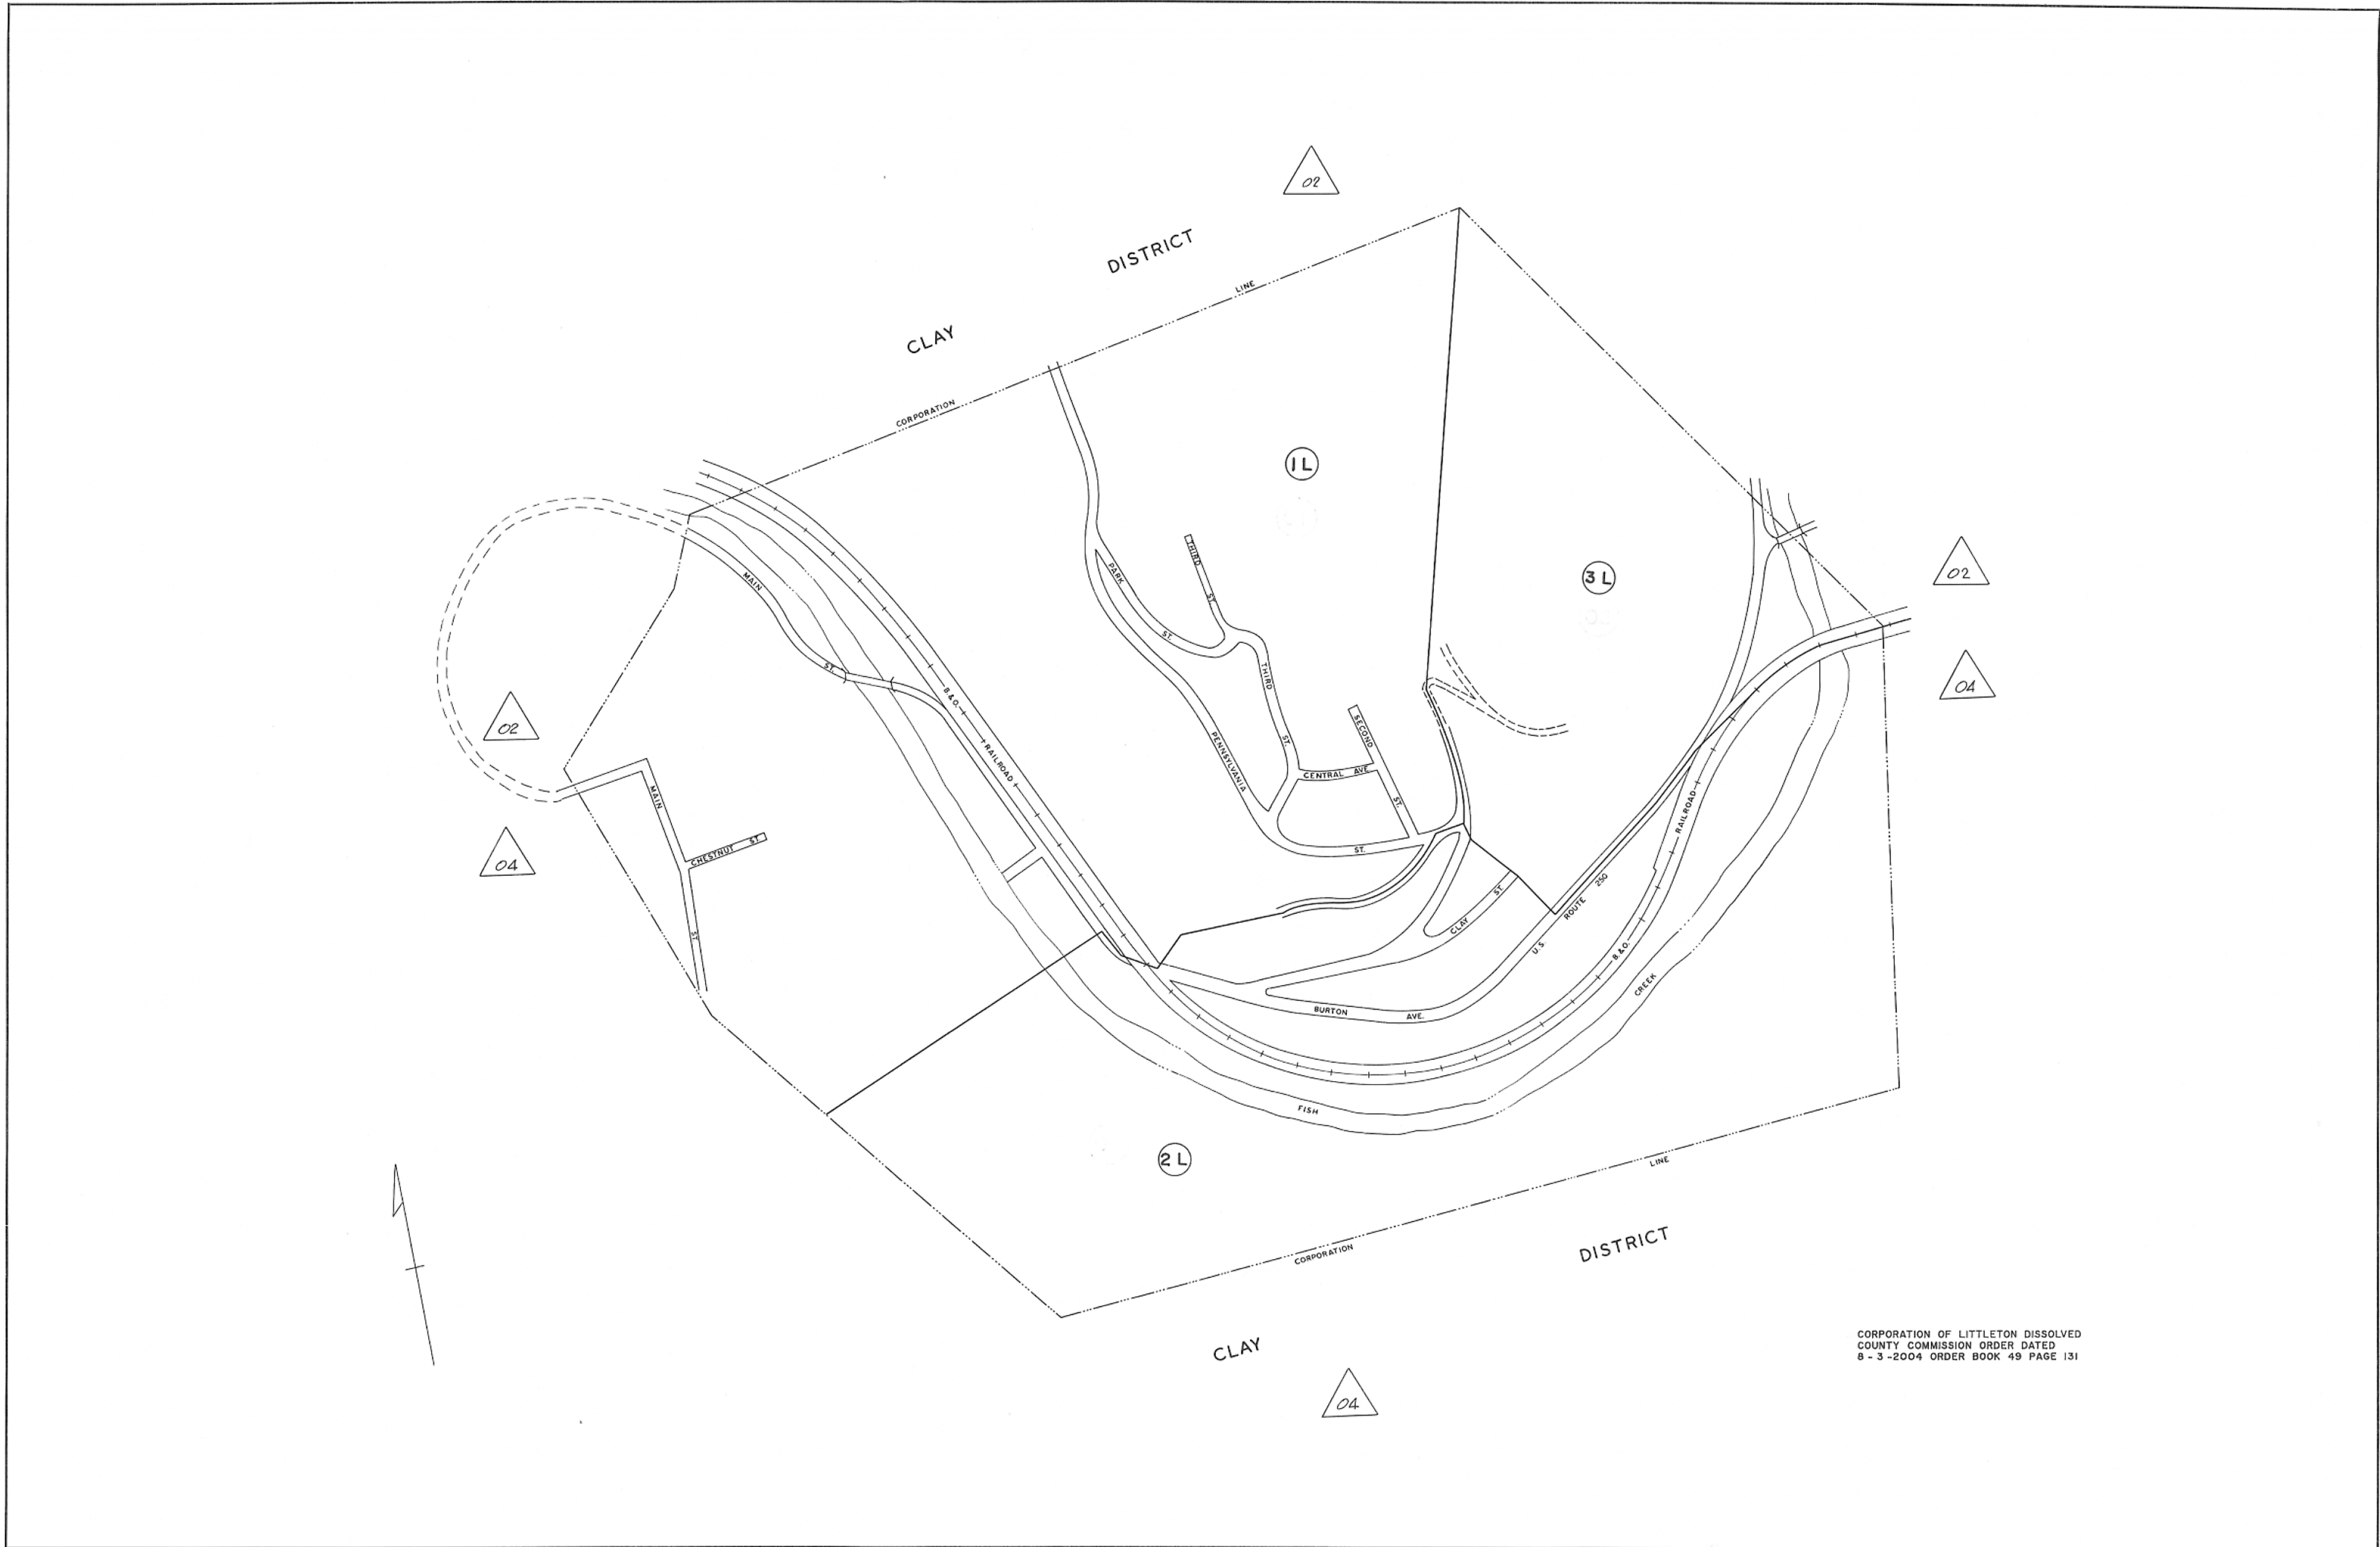 02
DISTRICT
LINE
CLAY
CORPORATION
1L
THIRD
ST.
PARK
ST.
MAIN
ST.
3L
02
04
B.&O. RAILROAD
THIRD
ST.
SECOND
ST.
PENNSYLVANIA
ST.
CENTRAL AVE.
02
MAIN
ST.
CHESTNUT ST.
04
RAILROAD
B.&O.
CLAY ST.
U.S. ROUTE 250
BURTON AVE.
CREEK
FISH
2L
LINE
CORPORATION
DISTRICT
CLAY
04
CORPORATION OF LITTLETON DISSOLVED
COUNTY COMMISSION ORDER DATED
8-3-2004 ORDER BOOK 49 PAGE 131